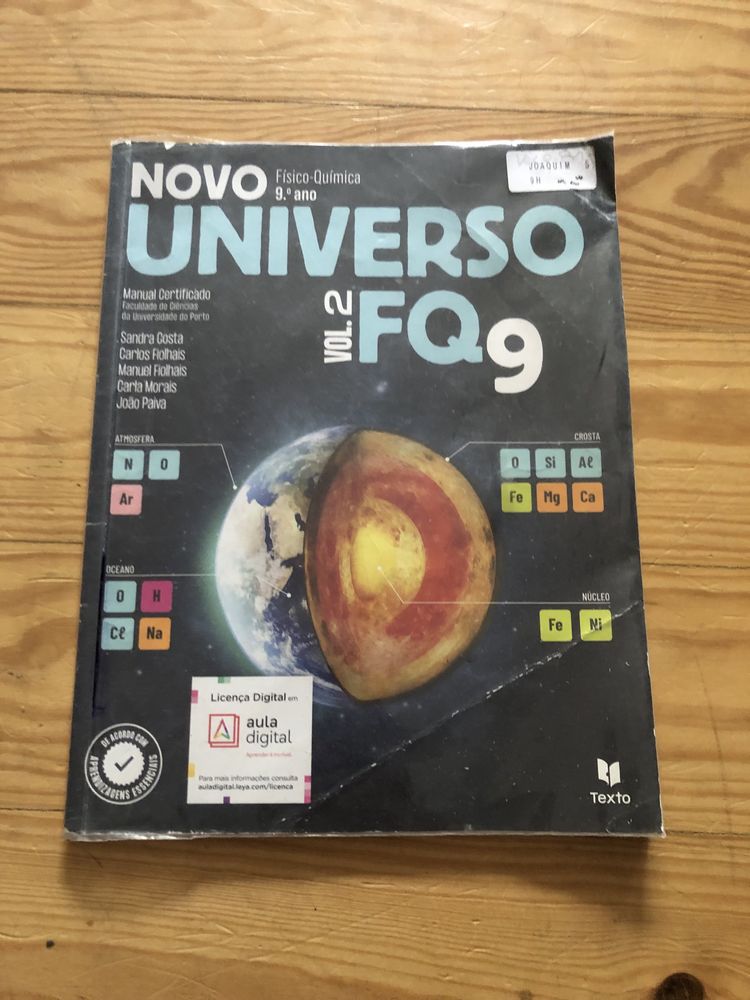 JOAQUIM S
9H
NOVO
Físico-Química
9.º ano
UNIVERSO
VOL. 2
FQ9
Manual Certificado
Faculdade de Ciências
da Universidade do Porto
Sandra Costa
Carlos Fiolhais
Manuel Fiolhais
Carla Morais
João Paiva
ATMOSFERA
N O
Ar
CROSTA
O Si Aℓ
Fe Mg Ca
OCEANO
O H
Cℓ Na
NÚCLEO
Fe Ni
Licença Digital em
aula
digital
Aprender é incrível.
Para mais informações consulta
auladigital.leya.com/licenca
DE ACORDO COM
APRENDIZAGENS ESSENCIAIS
TEXTO